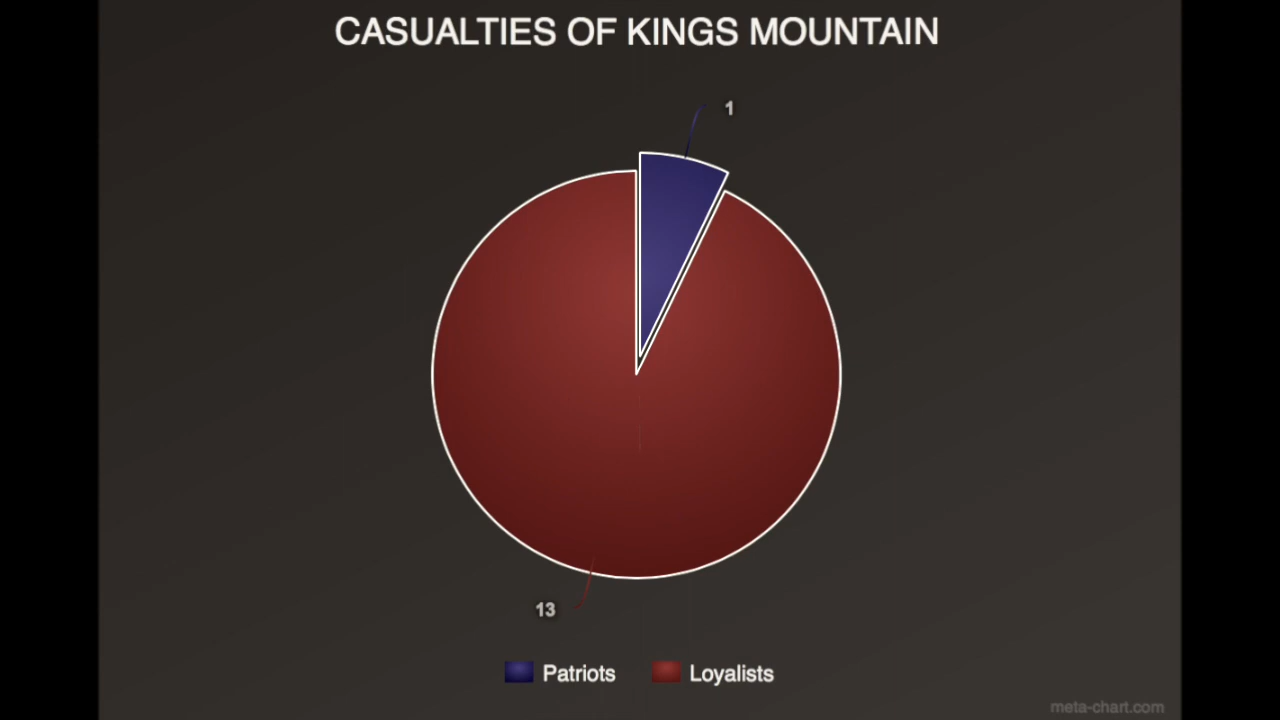 CASUALTIES OF KINGS MOUNTAIN
1
13
Patriots Loyalists
meta-chart.com